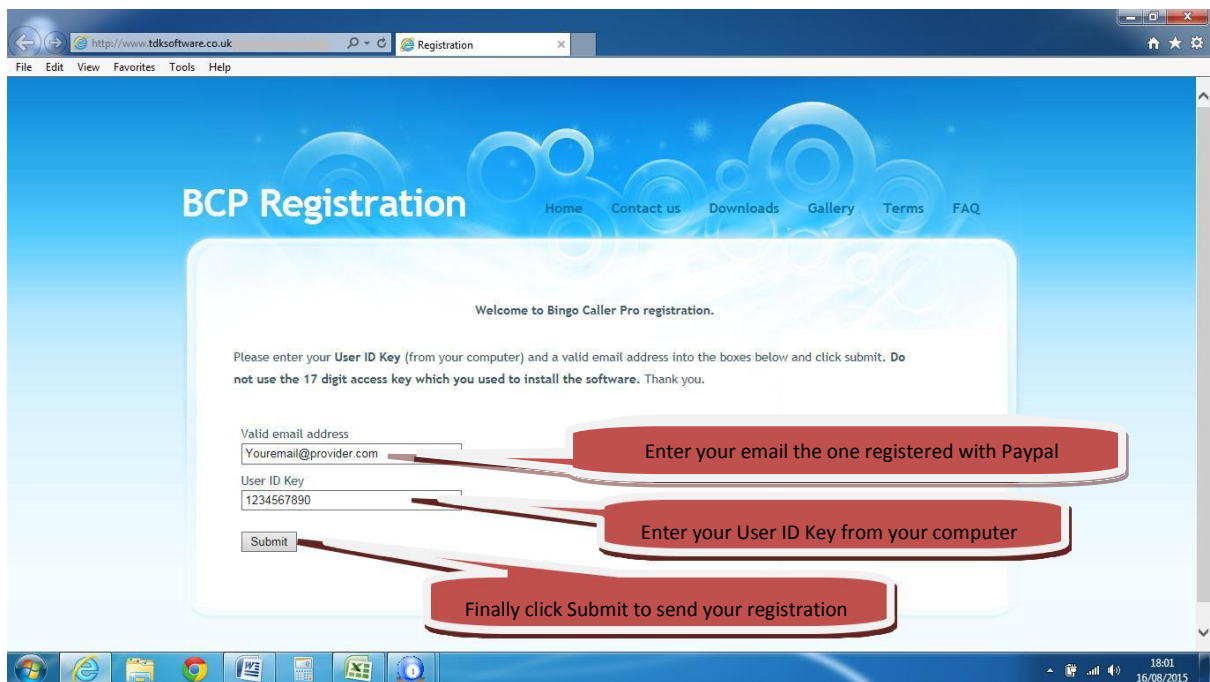 http://www.tdksoftware.co.uk
Registration
File Edit View Favorites Tools Help
BCP Registration
Home Contact us Downloads Gallery Terms FAQ
Welcome to Bingo Caller Pro registration.
Please enter your User ID Key (from your computer) and a valid email address into the boxes below and click submit. Do
not use the 17 digit access key which you used to install the software. Thank you.
Valid email address
Youremail@provider.com
Enter your email the one registered with Paypal
User ID Key
1234567890
Enter your User ID Key from your computer
Submit
Finally click Submit to send your registration
18:01
16/08/2015